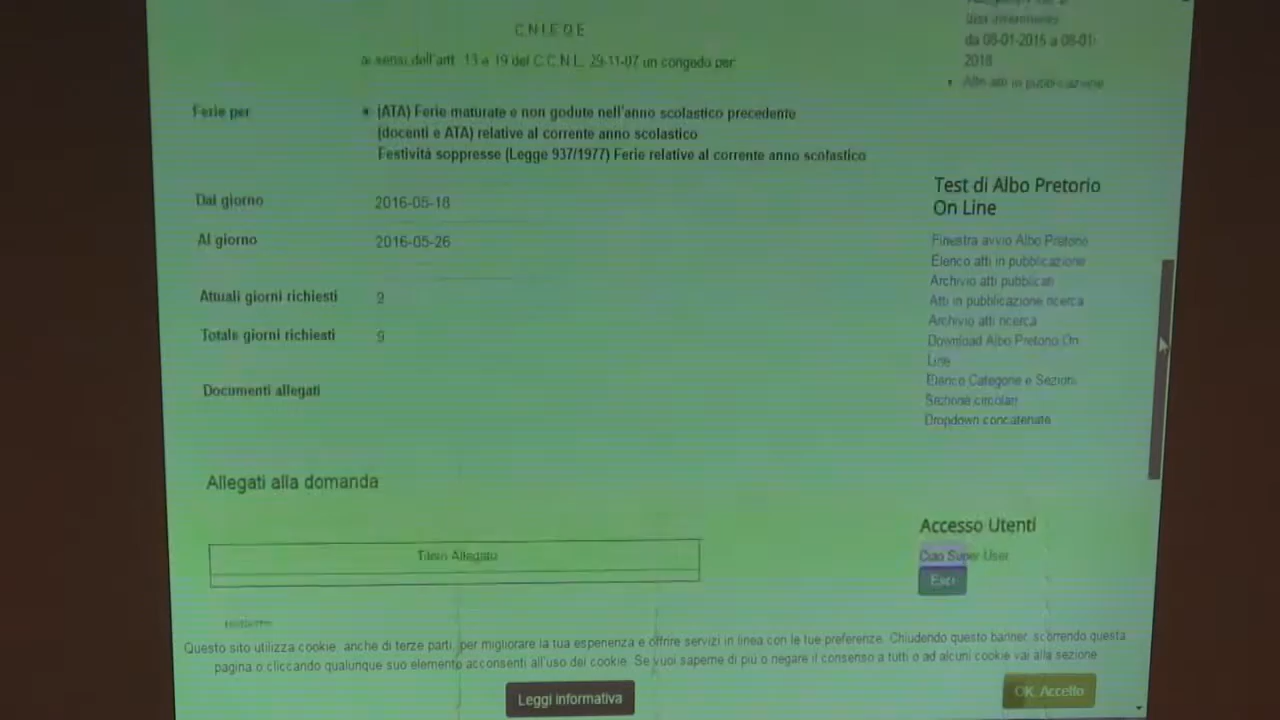 C H I E D E
ai sensi dell'artt. 13 e 19 del C.C.N.L. 29-11-07 un congedo per:
Ferie per
(ATA) Ferie maturate e non godute nell'anno scolastico precedente
(docenti e ATA) relative al corrente anno scolastico
Festività soppresse (Legge 937/1977) Ferie relative al corrente anno scolastico
Dal giorno
2016-05-18
Al giorno
2016-05-26
Attuali giorni richiesti
9
Totale giorni richiesti
9
Documenti allegati
Allegati alla domanda
Titolo Allegato
da 08-01-2016 a 08-01-
2018
Altri atti in pubblicazione
Test di Albo Pretorio
On Line
Finestra avvio Albo Pretorio
Elenco atti in pubblicazione
Archivio atti pubblicati
Atti in pubblicazione ricerca
Archivio atti ricerca
Download Albo Pretorio On
Line
Elenco Categorie e Sezioni
Sezione circolari
Dropdown concatenate
Accesso Utenti
Ciao Super User
Esci
Questo sito utilizza cookie, anche di terze parti, per migliorare la tua esperienza e offrire servizi in linea con le tue preferenze. Chiudendo questo banner, scorrendo questa
pagina o cliccando qualunque suo elemento acconsenti all'uso dei cookie. Se vuoi saperne di più o negare il consenso a tutti o ad alcuni cookie vai alla sezione
Leggi informativa
OK, Accetto